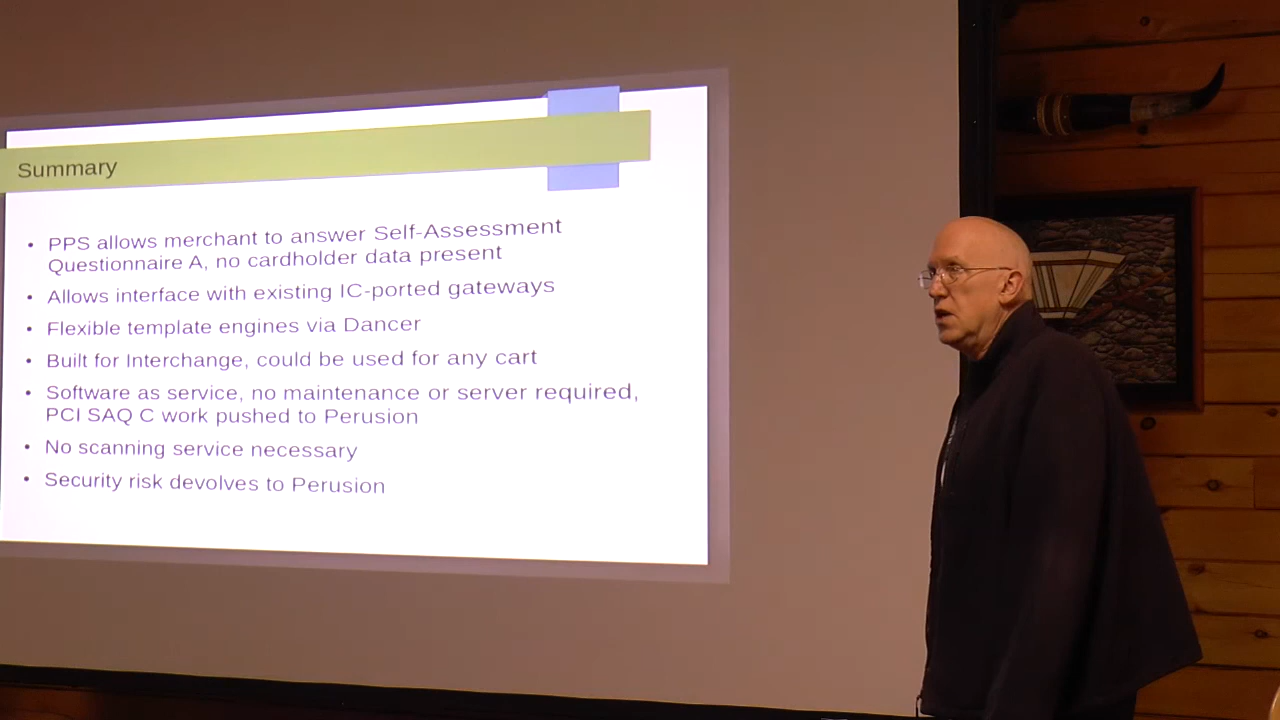 Summary
• PPS allows merchant to answer Self-Assessment
Questionnaire A, no cardholder data present
• Allows interface with existing IC-ported gateways
• Flexible template engines via Dancer
• Built for Interchange, could be used for any cart
• Software as service, no maintenance or server required,
PCI SAQ C work pushed to Perusion
• No scanning service necessary
• Security risk devolves to Perusion